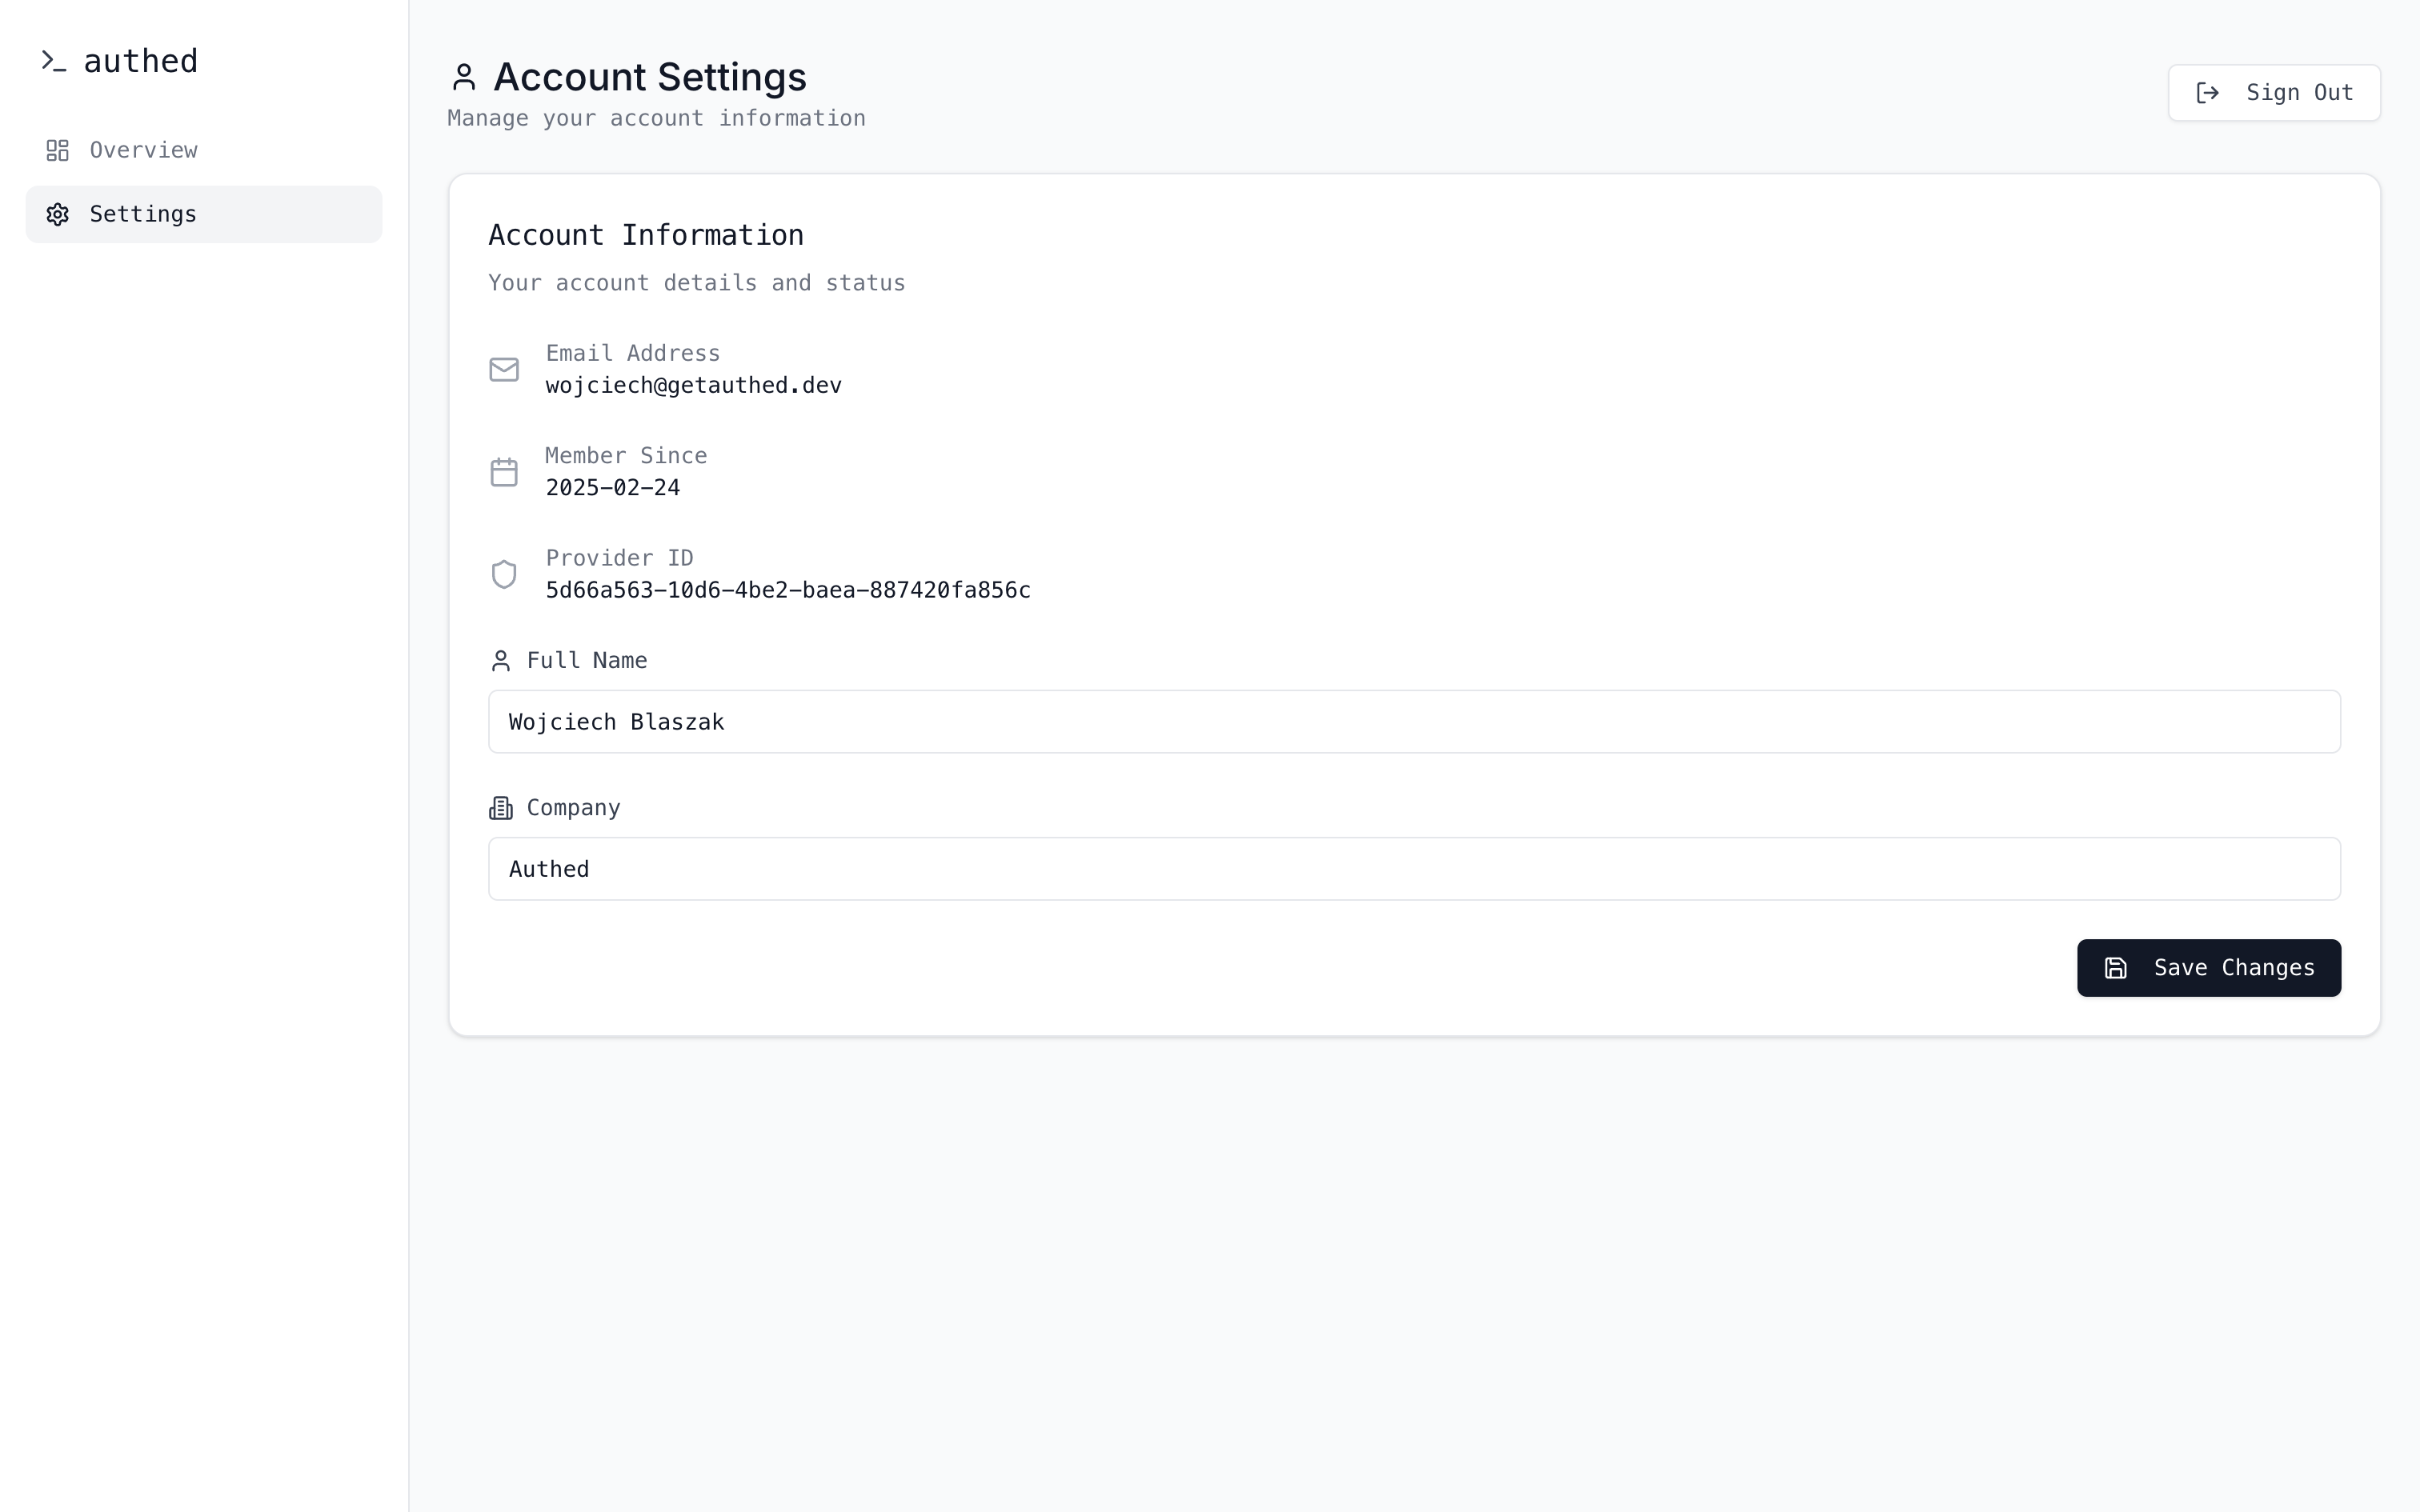 authed
Overview
Settings
Account Settings
Manage your account information
Sign Out
Account Information
Your account details and status
Email Address
wojciech@getauthed.dev
Member Since
2025-02-24
Provider ID
5d66a563-10d6-4be2-baea-887420fa856c
Full Name
Wojciech Blaszak
Company
Authed
Save Changes